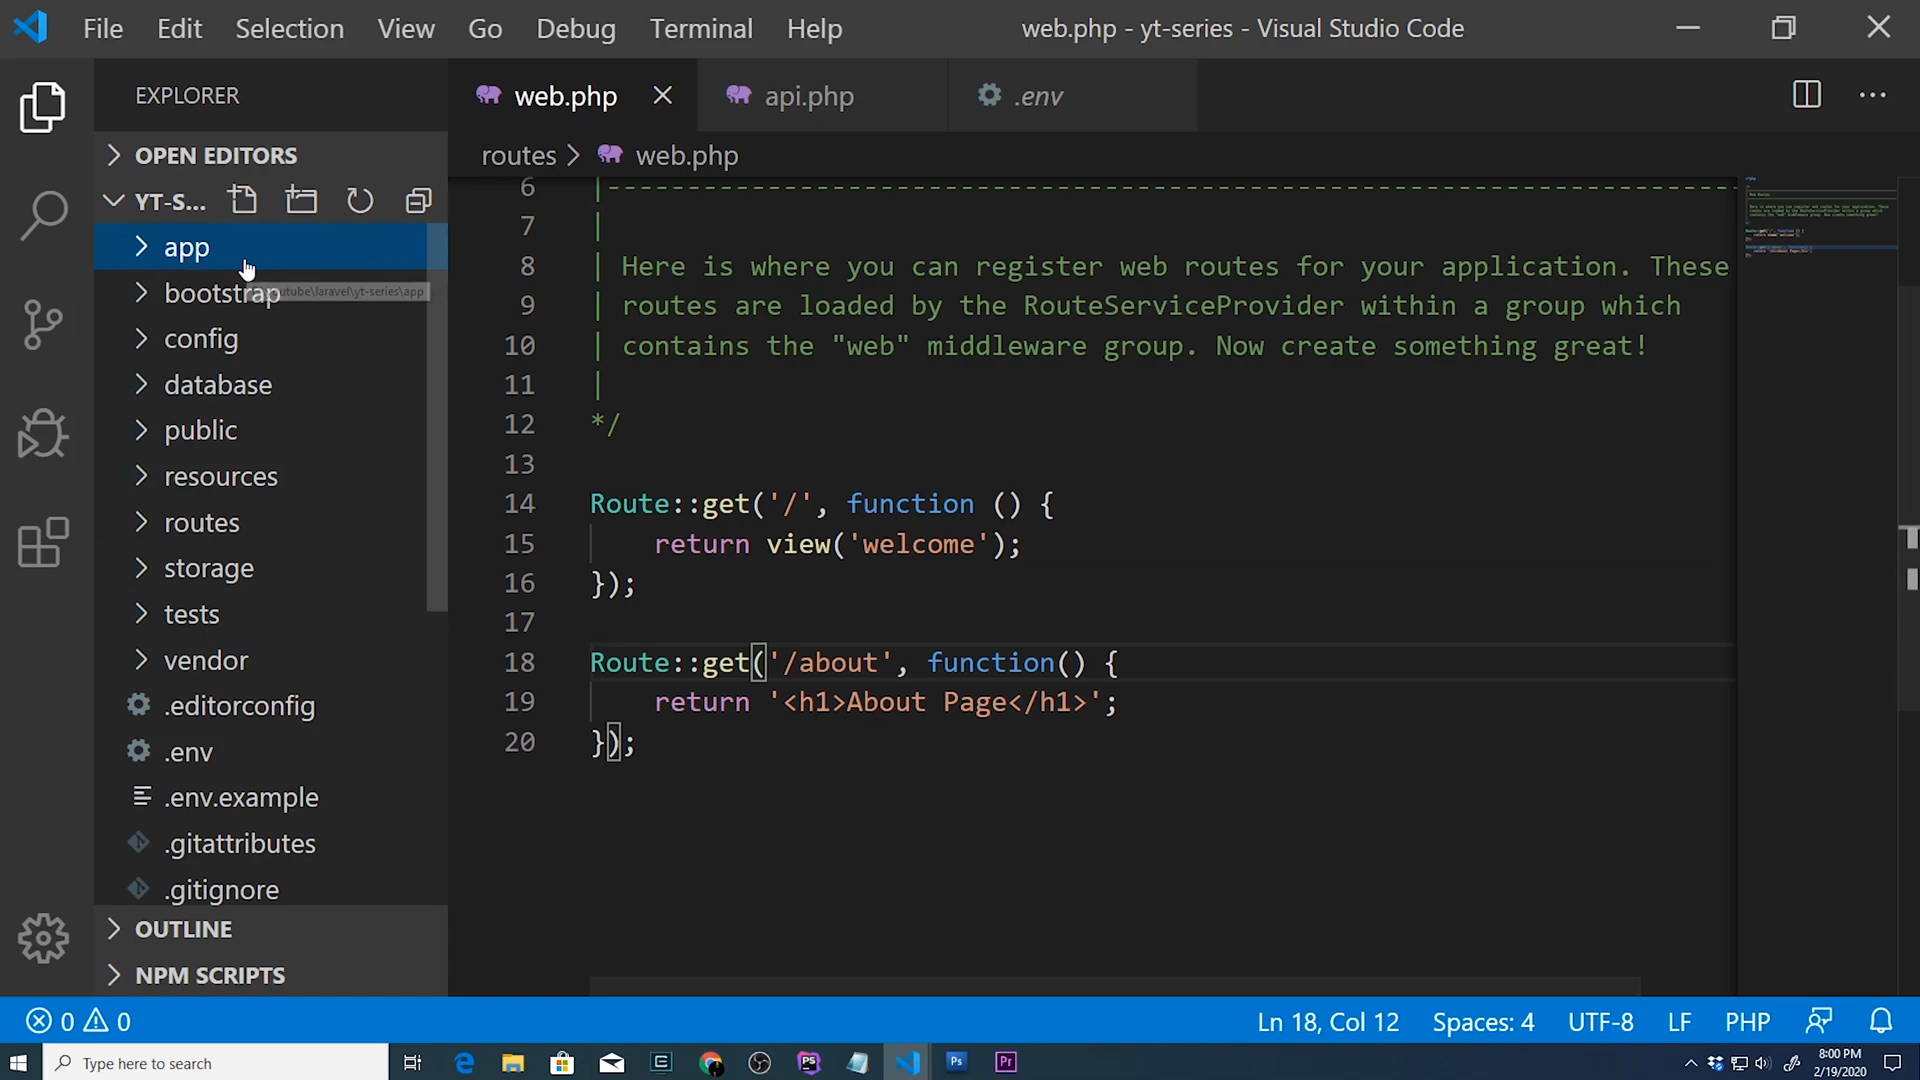 File Edit Selection View Go Debug Terminal Help
web.php - yt-series - Visual Studio Code
EXPLORER
web.php
api.php
.env
OPEN EDITORS
routes > web.php
YT-S...
app
youtube\laravel\yt-series\app
bootstrap
config
database
public
resources
routes
storage
tests
vendor
.editorconfig
.env
.env.example
.gitattributes
.gitignore
OUTLINE
NPM SCRIPTS
6 |--------------------------------------------------------------------------
7 |
8 | Here is where you can register web routes for your application. These
9 | routes are loaded by the RouteServiceProvider within a group which
10 | contains the "web" middleware group. Now create something great!
11 |
12 */
13
14 Route::get('/', function () {
15     return view('welcome');
16 });
17
18 Route::get('/about', function() {
19     return '<h1>About Page</h1>';
20 });
0 0
Ln 18, Col 12 Spaces: 4 UTF-8 LF PHP
Type here to search
8:00 PM
2/19/2020